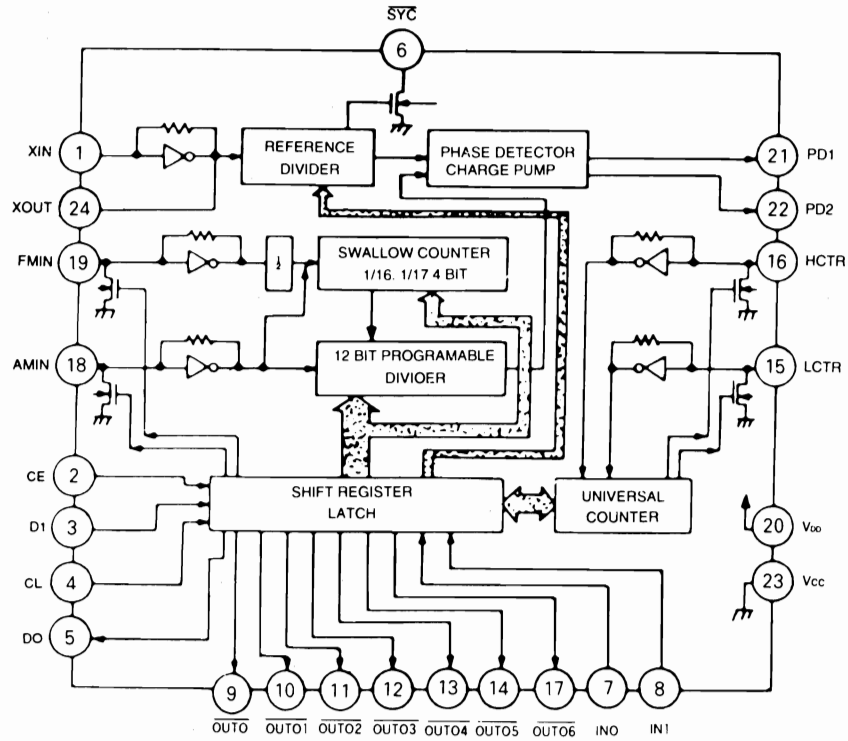 SYC
6
XIN
1
REFERENCE
DIVIDER
PHASE DETECTOR
CHARGE PUMP
21
PD1
XOUT
24
22
PD2
FMIN
19
1/2
SWALLOW COUNTER
1/16. 1/17 4 BIT
16
HCTR
AMIN
18
12 BIT PROGRAMABLE
DIVIOER
15
LCTR
CE
2
SHIFT REGISTER
LATCH
UNIVERSAL
COUNTER
D1
3
20
VDD
CL
4
23
Vcc
DO
5
9
10
11
12
13
14
17
7
8
OUTO
OUTO1
OUTO2
OUTO3
OUTO4
OUTO5
OUTO6
INO
IN1